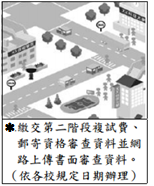 ✱繳交第二階段複試費、
郵寄資格審查資料並網
路上傳書面審查資料。
(依各校規定日期辦理)